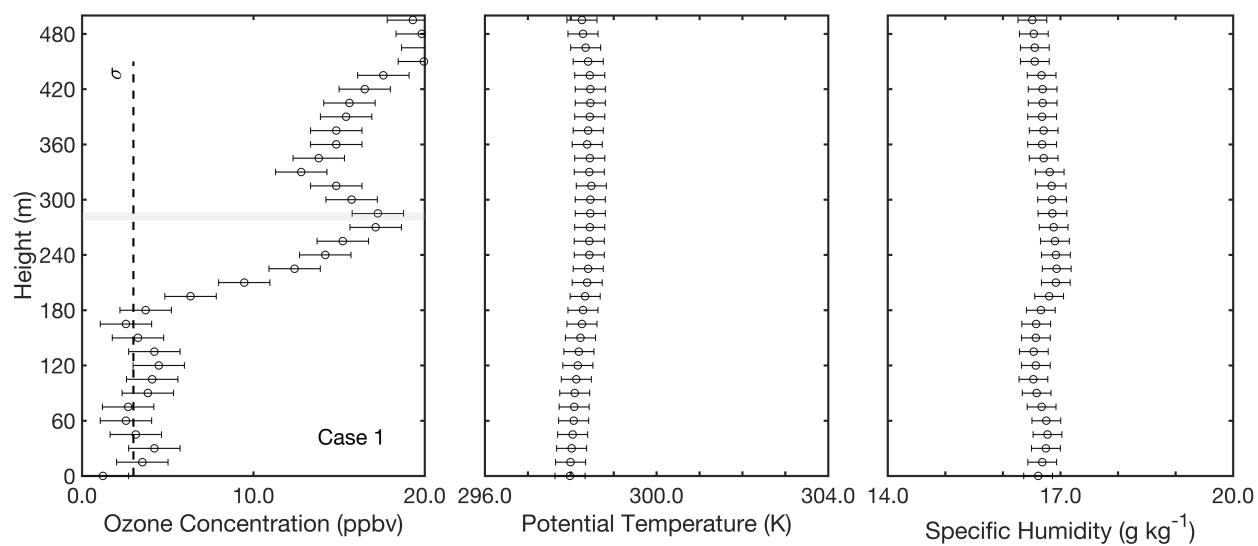 480
420
360
300
240
180
120
60
0
Height (m)
σ
Case 1
0.0 10.0 20.0
Ozone Concentration (ppbv)
296.0 300.0 304.0
Potential Temperature (K)
14.0 17.0 20.0
Specific Humidity (g kg⁻¹)